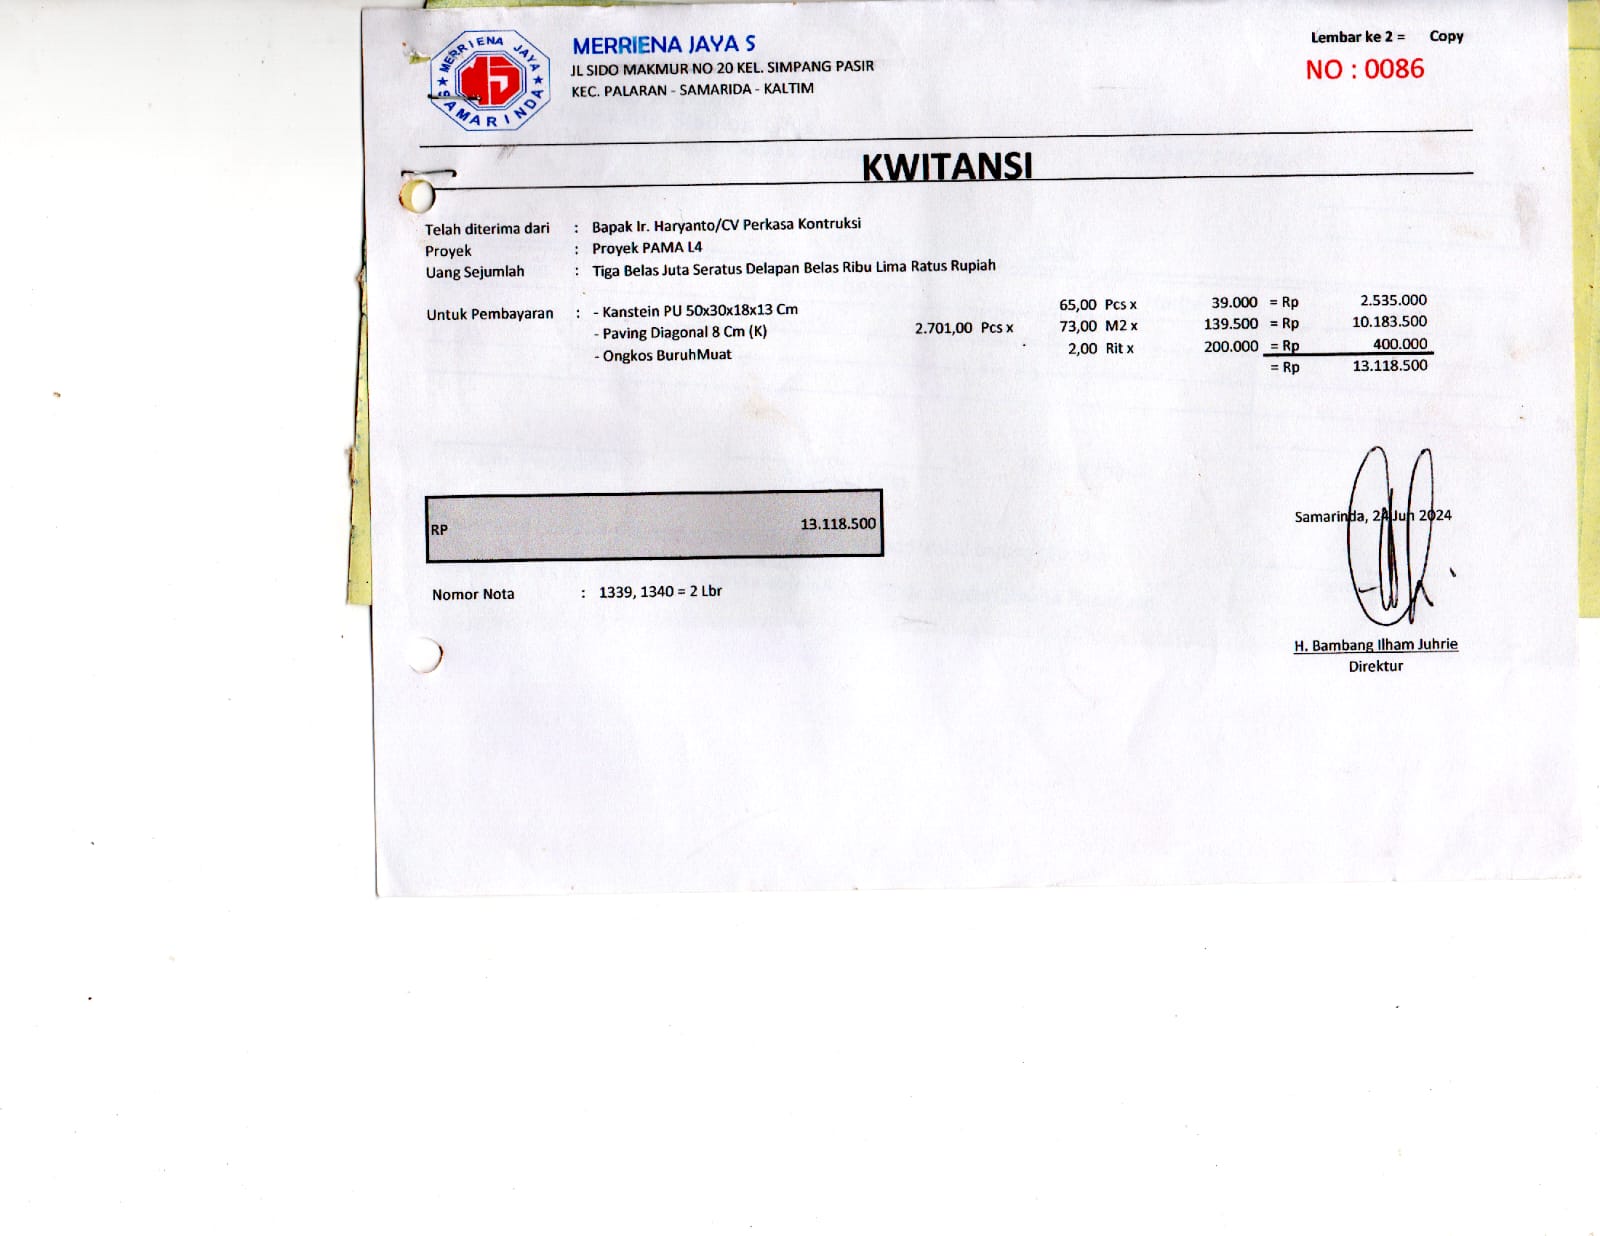 MERRIENA JAYA
SAMARINDA
MERRIENA JAYA S
JL SIDO MAKMUR NO 20 KEL. SIMPANG PASIR
KEC. PALARAN - SAMARIDA - KALTIM
Lembar ke 2 = Copy
NO : 0086
KWITANSI
Telah diterima dari : Bapak Ir. Haryanto/CV Perkasa Kontruksi
Proyek : Proyek PAMA L4
Uang Sejumlah : Tiga Belas Juta Seratus Delapan Belas Ribu Lima Ratus Rupiah
Untuk Pembayaran : - Kanstein PU 50x30x18x13 Cm 65,00 Pcs x 39.000 = Rp 2.535.000
- Paving Diagonal 8 Cm (K) 2.701,00 Pcs x 73,00 M2 x 139.500 = Rp 10.183.500
- Ongkos BuruhMuat 2,00 Rit x 200.000 = Rp 400.000
= Rp 13.118.500
RP 13.118.500
Samarinda, 24 Jun 2024
Nomor Nota : 1339, 1340 = 2 Lbr
H. Bambang Ilham Juhrie
Direktur